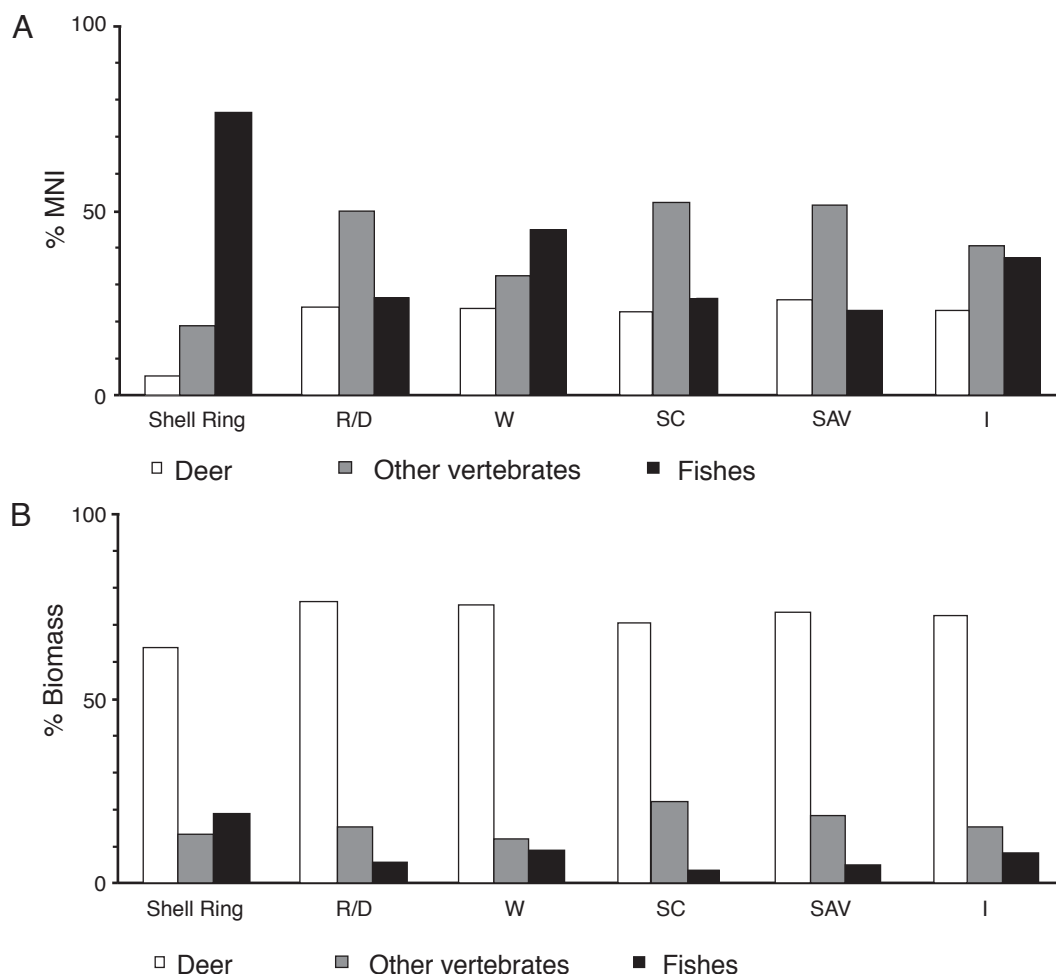 A
100
% MNI
50
0
Shell Ring R/D W SC SAV I
Deer Other vertebrates Fishes
B
100
% Biomass
50
0
Shell Ring R/D W SC SAV I
Deer Other vertebrates Fishes